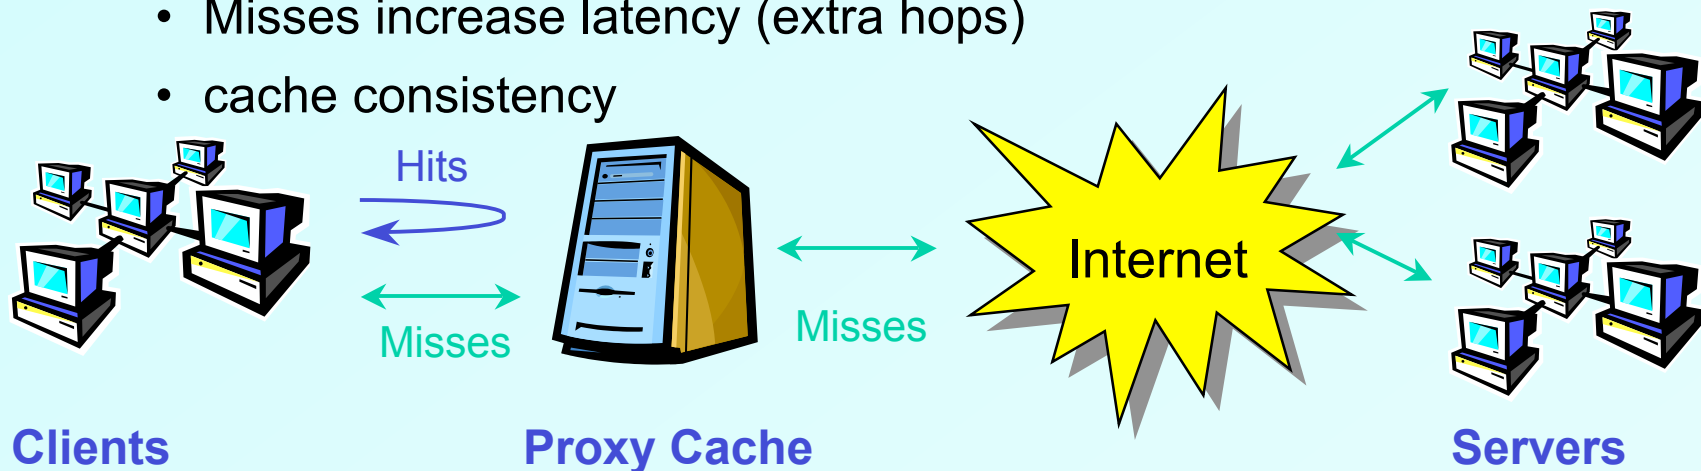 • Misses increase latency (extra hops)
• cache consistency
Hits
Misses
Misses
Internet
Clients
Proxy Cache
Servers